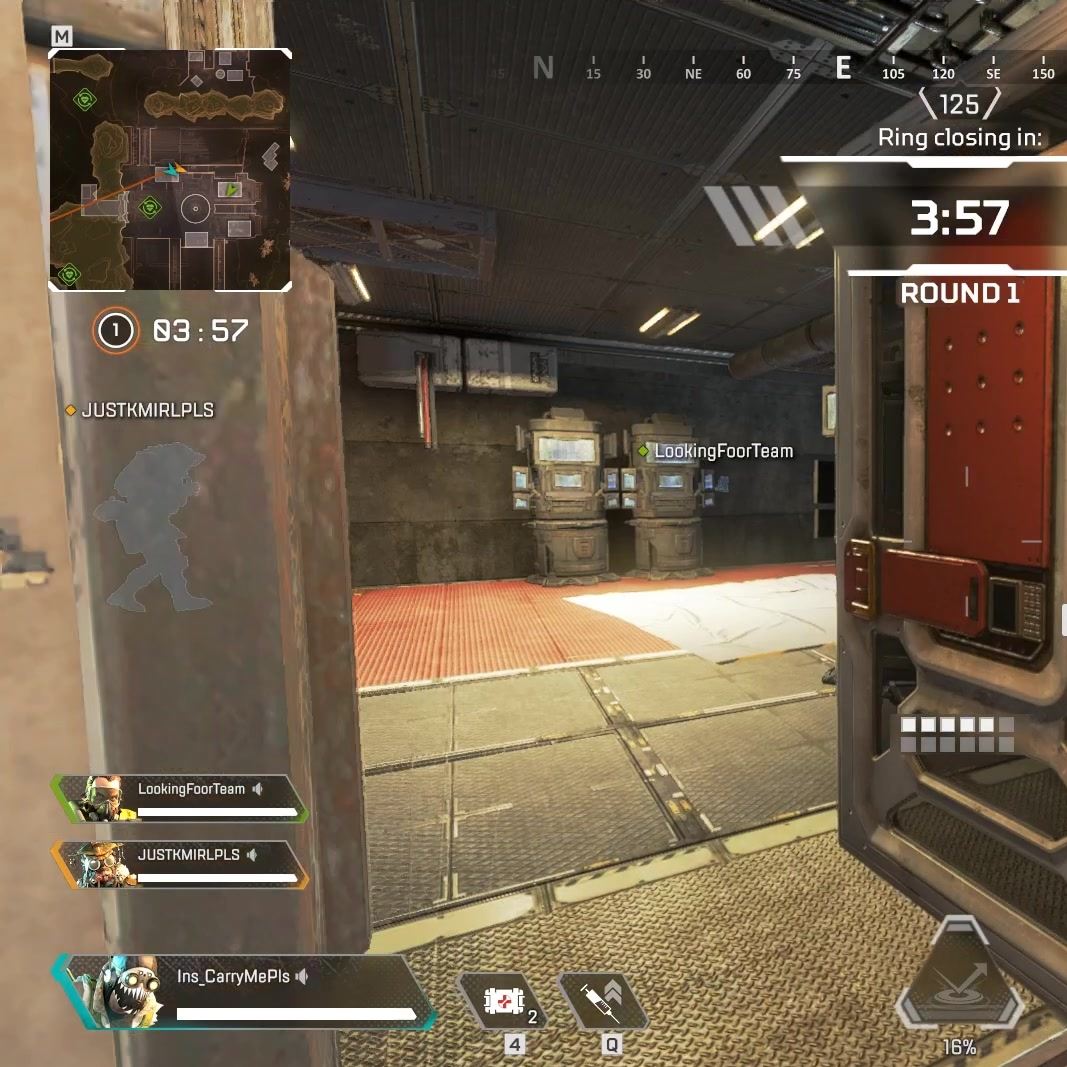 M
45 N 15 30 NE 60 75 E 105 120 SE 150
125
Ring closing in:
3:57
ROUND 1
1 03:57
JUSTKMIRLPLS
LookingFoorTeam
LookingFoorTeam
JUSTKMIRLPLS
Ins_CarryMePls
2
4 Q
16%